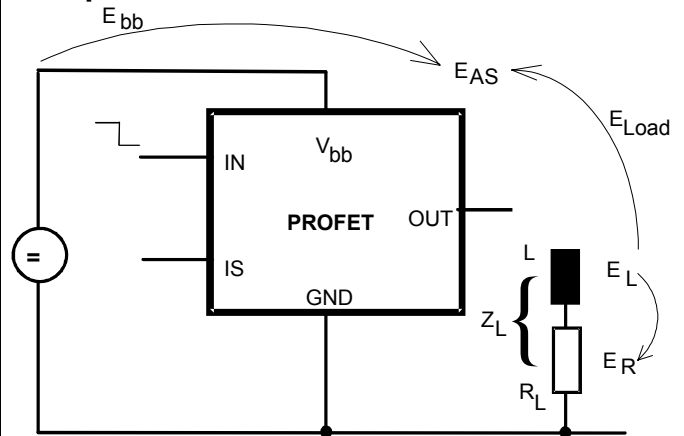 E_bb
E_AS
E_Load
V_bb
IN
PROFET
OUT
IS
GND
=
L
E_L
Z_L {
E_R
R_L